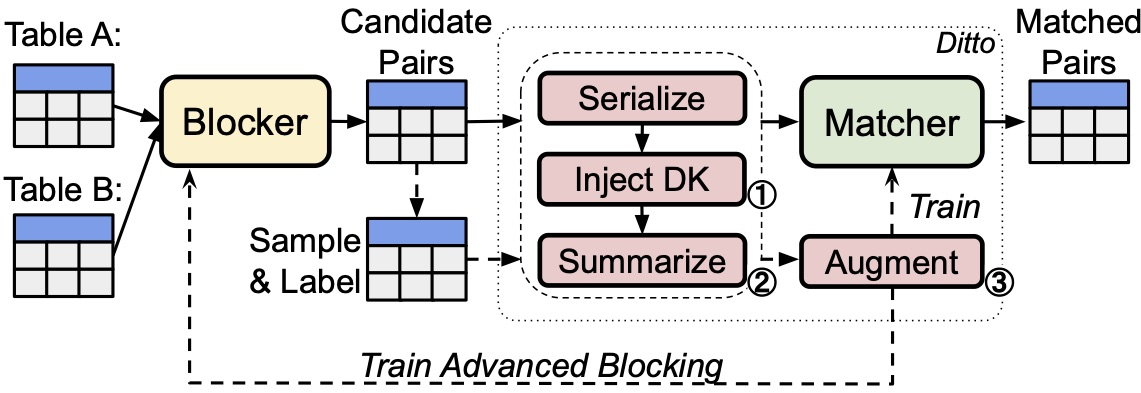 Table A:
Table B:
Blocker
Candidate
Pairs
Sample
& Label
Ditto
Serialize
Inject DK
①
Summarize
②
Matcher
Train
Augment
③
Matched
Pairs
Train Advanced Blocking